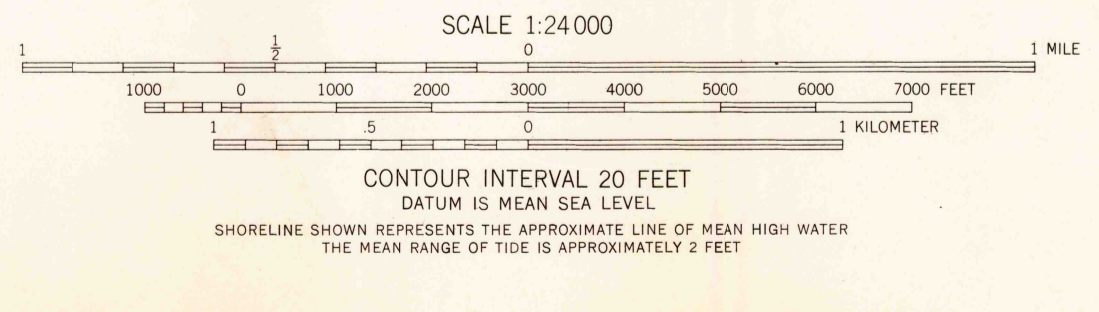 SCALE 1:24 000
1 1/2 0 1 MILE
1000 0 1000 2000 3000 4000 5000 6000 7000 FEET
1 .5 0 1 KILOMETER
CONTOUR INTERVAL 20 FEET
DATUM IS MEAN SEA LEVEL
SHORELINE SHOWN REPRESENTS THE APPROXIMATE LINE OF MEAN HIGH WATER
THE MEAN RANGE OF TIDE IS APPROXIMATELY 2 FEET